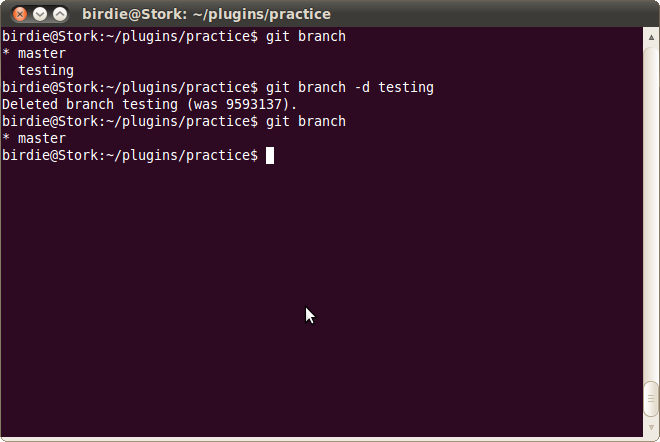 birdie@Stork: ~/plugins/practice
birdie@Stork:~/plugins/practice$ git branch
* master
  testing
birdie@Stork:~/plugins/practice$ git branch -d testing
Deleted branch testing (was 9593137).
birdie@Stork:~/plugins/practice$ git branch
* master
birdie@Stork:~/plugins/practice$